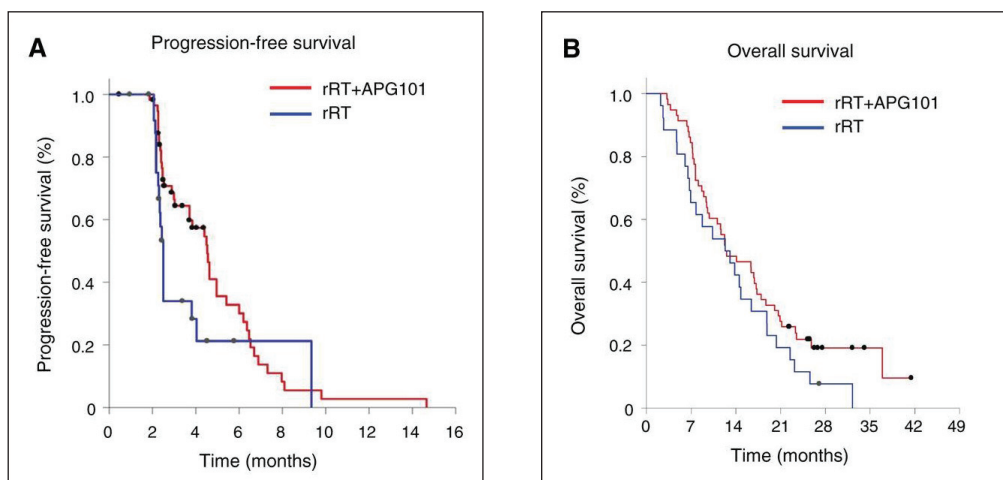 A
Progression-free survival
rRT+APG101
rRT
Progression-free survival (%)
1.0
0.8
0.6
0.4
0.2
0
0 2 4 6 8 10 12 14 16
Time (months)
B
Overall survival
rRT+APG101
rRT
Overall survival (%)
1.0
0.8
0.6
0.4
0.2
0
0 7 14 21 28 35 42 49
Time (months)